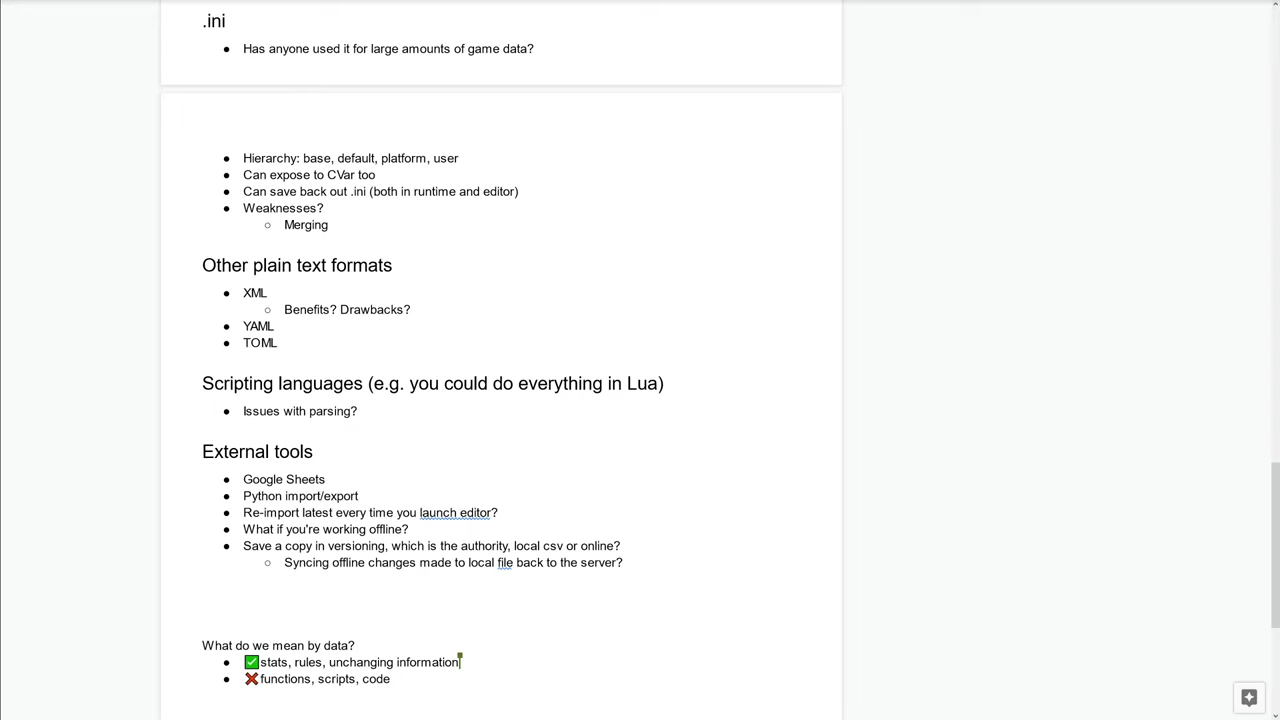 .ini
● Has anyone used it for large amounts of game data?
● Hierarchy: base, default, platform, user
● Can expose to CVar too
● Can save back out .ini (both in runtime and editor)
● Weaknesses?
○ Merging
Other plain text formats
● XML
○ Benefits? Drawbacks?
● YAML
● TOML
Scripting languages (e.g. you could do everything in Lua)
● Issues with parsing?
External tools
● Google Sheets
● Python import/export
● Re-import latest every time you launch editor?
● What if you're working offline?
● Save a copy in versioning, which is the authority, local csv or online?
○ Syncing offline changes made to local file back to the server?
What do we mean by data?
● ✅stats, rules, unchanging information
● ❌functions, scripts, code